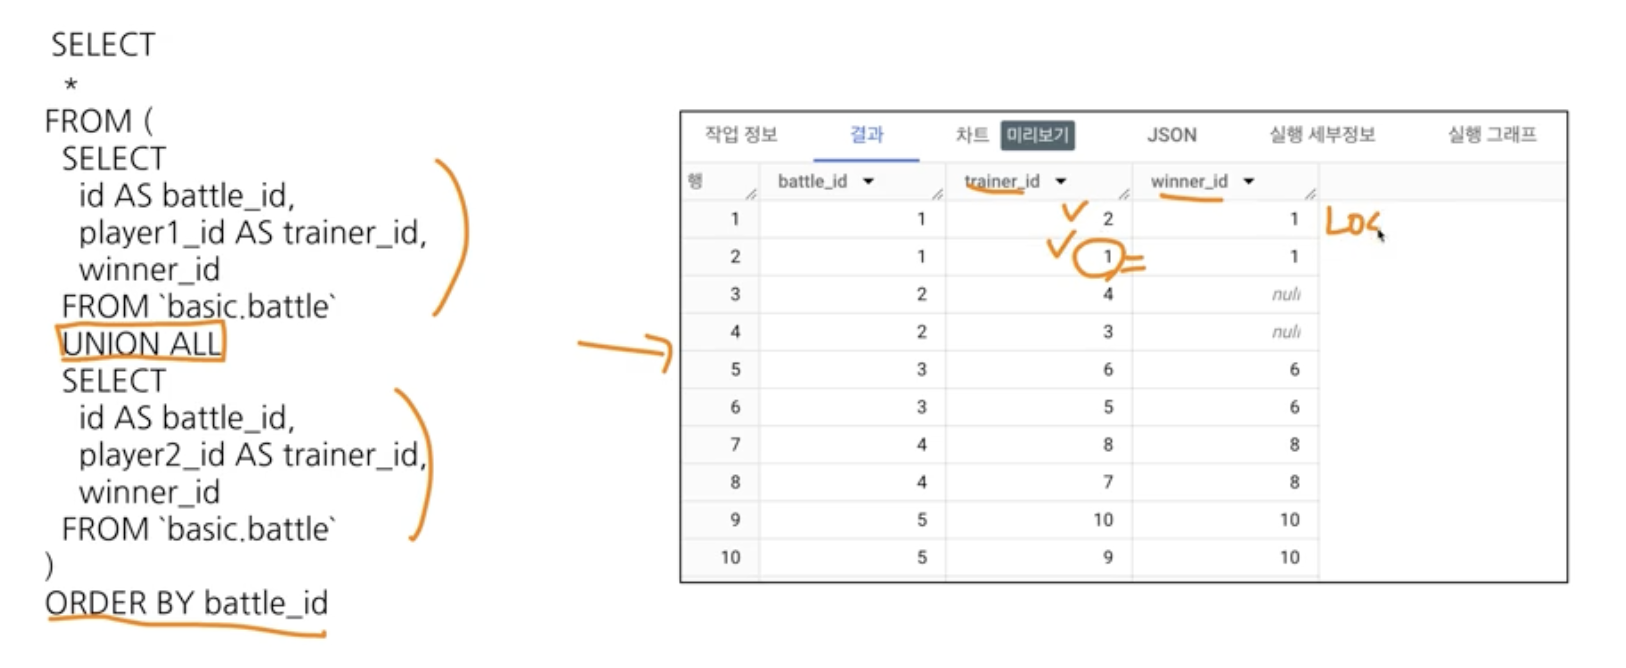 SELECT
*
FROM (
SELECT
id AS battle_id,
player1_id AS trainer_id,
winner_id
FROM `basic.battle`
UNION ALL
SELECT
id AS battle_id,
player2_id AS trainer_id,
winner_id
FROM `basic.battle`
)
ORDER BY battle_id
작업 정보 결과 차트 미리보기 JSON 실행 세부정보 실행 그래프
행 battle_id trainer_id winner_id
1 1 2 1 LOS
2 1 1 = 1
3 2 4 null
4 2 3 null
5 3 6 6
6 3 5 6
7 4 8 8
8 4 7 8
9 5 10 10
10 5 9 10